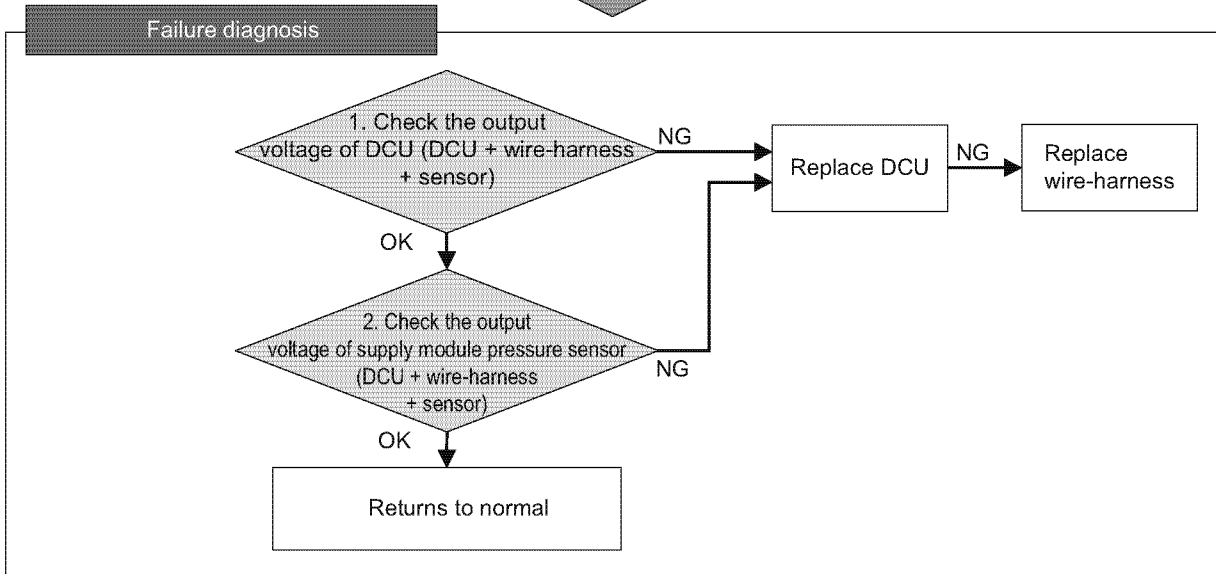 Failure diagnosis
1. Check the output
voltage of DCU (DCU + wire-harness
+ sensor)
NG
Replace DCU
NG
Replace
wire-harness
OK
2. Check the output
voltage of supply module pressure sensor
(DCU + wire-harness
+ sensor)
NG
OK
Returns to normal